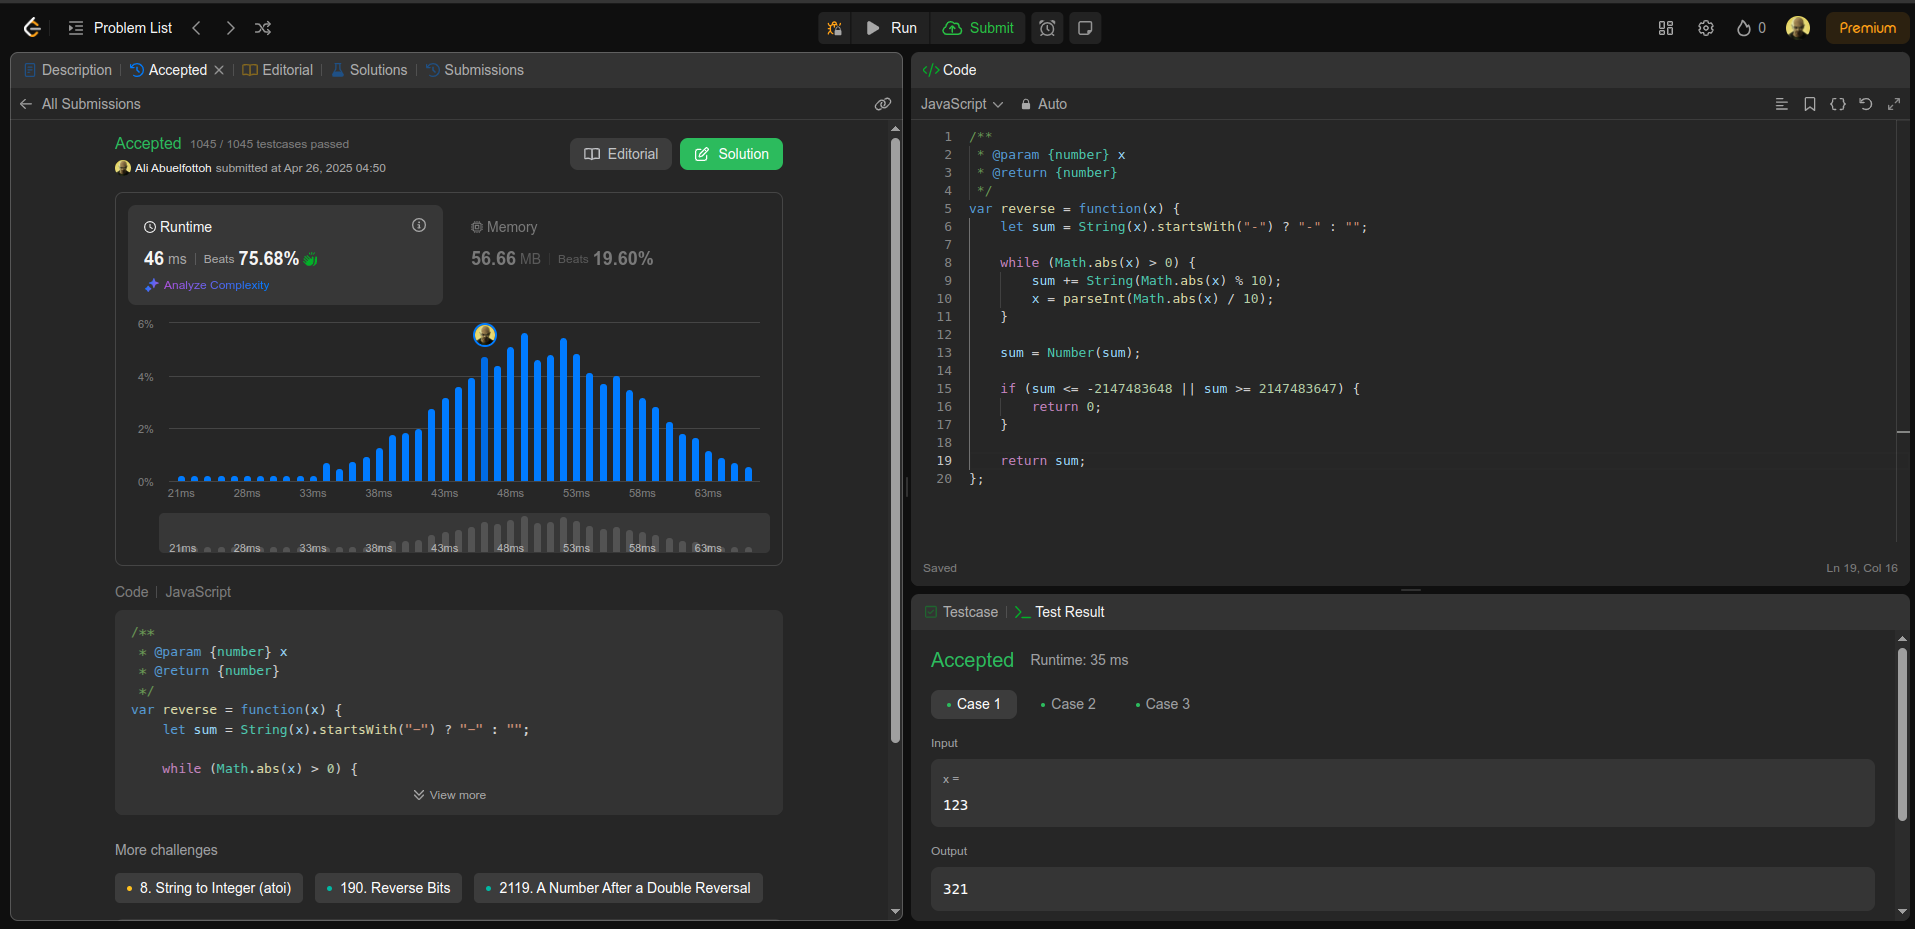 Problem List
Run
Submit
0
Premium
Description
Accepted
Editorial
Solutions
Submissions
All Submissions
Accepted 1045 / 1045 testcases passed
Ali Abuelfottoh submitted at Apr 26, 2025 04:50
Editorial
Solution
Runtime
46 ms Beats 75.68%
Analyze Complexity
Memory
56.66 MB Beats 19.60%
6%
4%
2%
0%
21ms 28ms 33ms 38ms 43ms 48ms 53ms 58ms 63ms
21ms 28ms 33ms 38ms 43ms 48ms 53ms 58ms 63ms
Code JavaScript
/**
 * @param {number} x
 * @return {number}
 */
var reverse = function(x) {
    let sum = String(x).startsWith("-") ? "-" : "";
    while (Math.abs(x) > 0) {
View more
More challenges
8. String to Integer (atoi)
190. Reverse Bits
2119. A Number After a Double Reversal
</> Code
JavaScript
Auto
1 /**
2  * @param {number} x
3  * @return {number}
4  */
5 var reverse = function(x) {
6     let sum = String(x).startsWith("-") ? "-" : "";
7
8     while (Math.abs(x) > 0) {
9         sum += String(Math.abs(x) % 10);
10         x = parseInt(Math.abs(x) / 10);
11     }
12
13     sum = Number(sum);
14
15     if (sum <= -2147483648 || sum >= 2147483647) {
16         return 0;
17     }
18
19     return sum;
20 };
Saved
Ln 19, Col 16
Testcase
>_ Test Result
Accepted Runtime: 35 ms
Case 1
Case 2
Case 3
Input
x =
123
Output
321